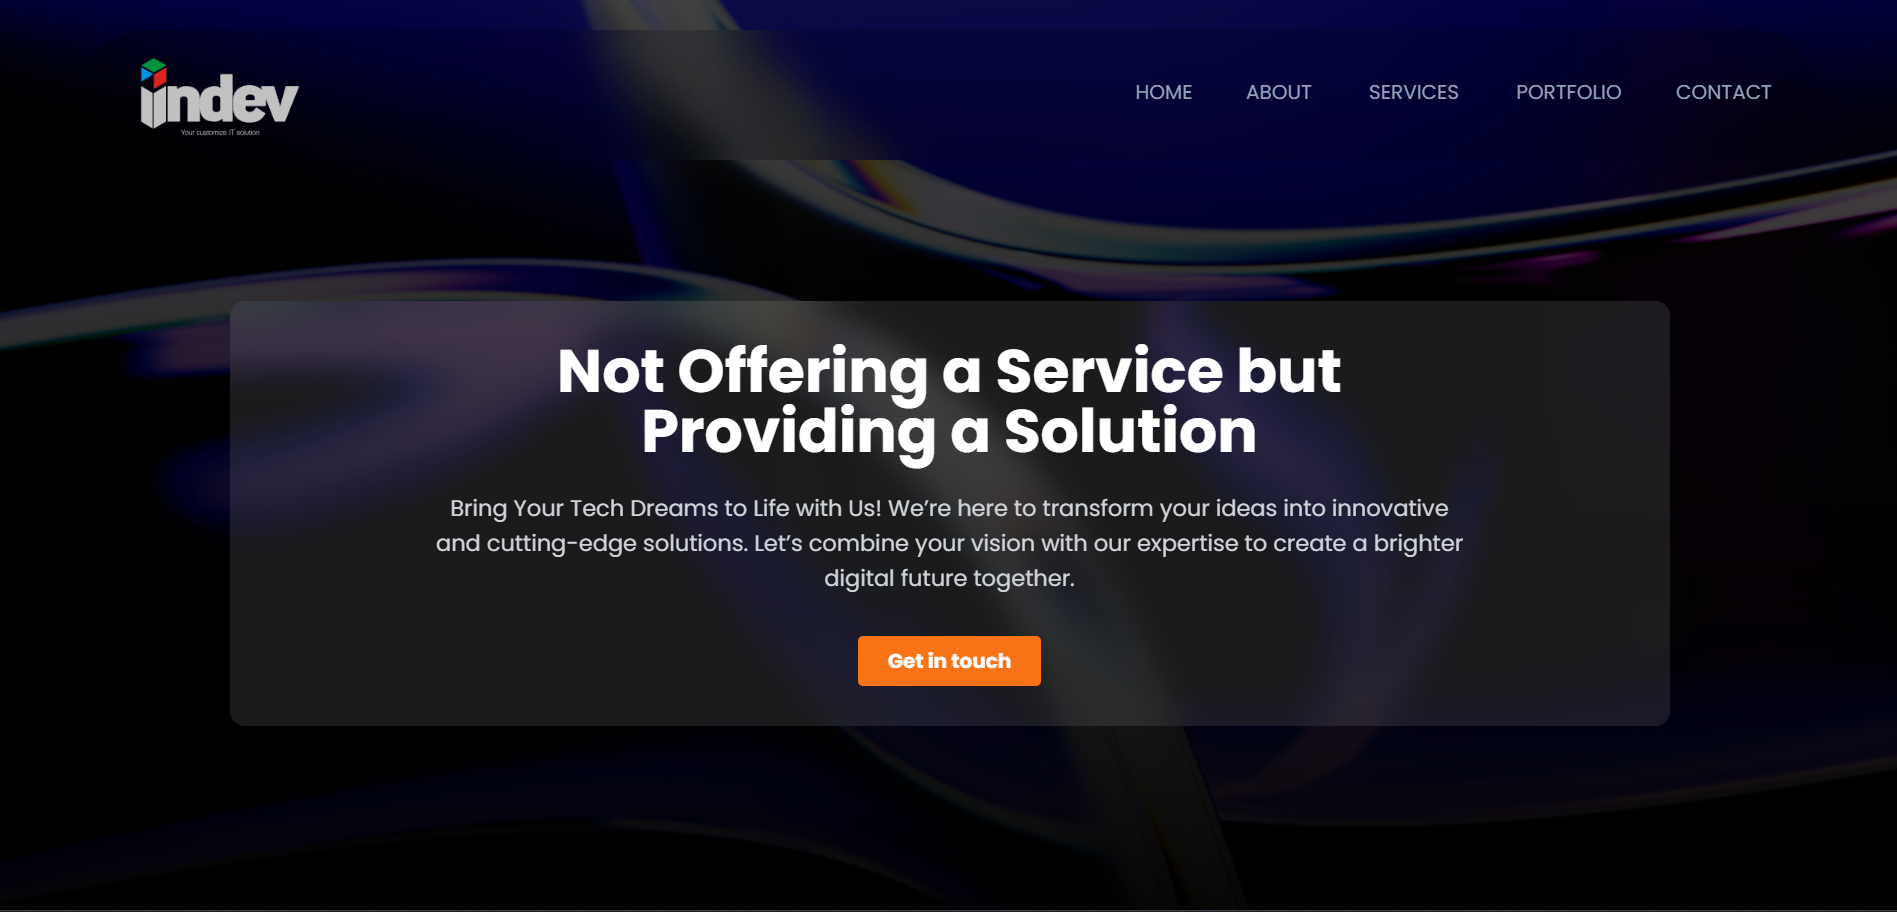 indev
Your customize IT solution
HOME ABOUT SERVICES PORTFOLIO CONTACT
Not Offering a Service but
Providing a Solution
Bring Your Tech Dreams to Life with Us! We’re here to transform your ideas into innovative
and cutting-edge solutions. Let’s combine your vision with our expertise to create a brighter
digital future together.
Get in touch